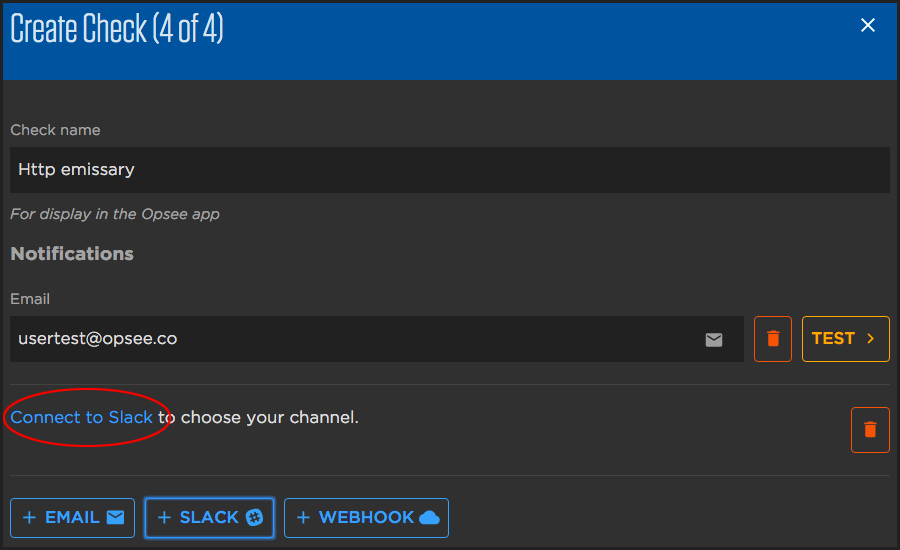 Create Check (4 of 4)
Check name
Http emissary
For display in the Opsee app
Notifications
Email
usertest@opsee.co
TEST
Connect to Slack to choose your channel.
+ EMAIL + SLACK + WEBHOOK